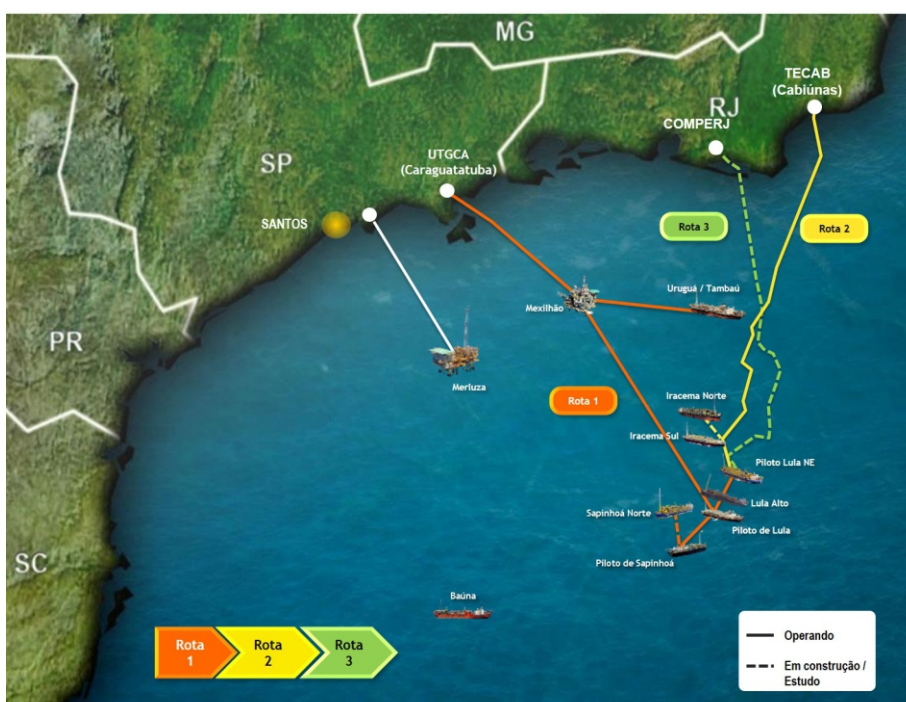 MG
TECAB
(Cabiúnas)
RJ
COMPERJ
SP
UTGCA
(Caraguatatuba)
SANTOS
Rota 3
Rota 2
Uruguá / Tambaú
Mexilhão
PR
Merluza
Rota 1
Iracema Norte
Iracema Sul
Piloto Lula NE
Lula Alto
Sapinhoá Norte
Piloto de Lula
Piloto de Sapinhoá
SC
Baúna
Rota
1
Rota
2
Rota
3
Operando
Em construção /
Estudo